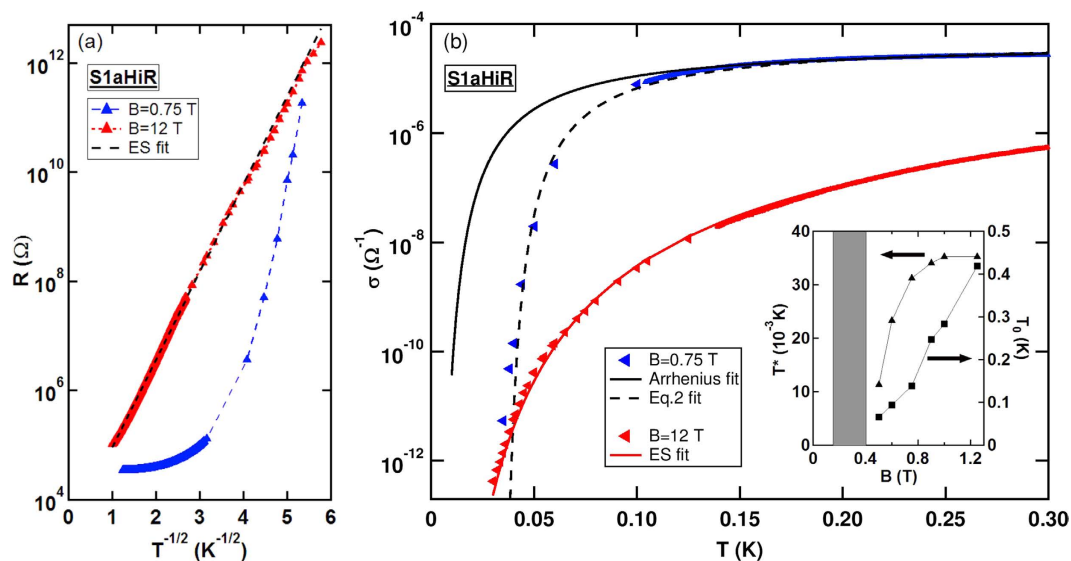 (a)
S1aHiR
B=0.75 T
B=12 T
ES fit
R (Ω)
10^12
10^10
10^8
10^6
10^4
0 1 2 3 4 5 6
T^-1/2 (K^-1/2)
(b)
S1aHiR
σ (Ω^-1)
10^-4
10^-6
10^-8
10^-10
10^-12
0 0.05 0.10 0.15 0.20 0.25 0.30
T (K)
B=0.75 T
Arrhenius fit
Eq.2 fit
B=12 T
ES fit
T* (10^-3 K)
40
30
20
10
0
0.5
0.4
0.3
0.2
0.1
0
T_0 (K)
0 0.4 0.8 1.2
B (T)